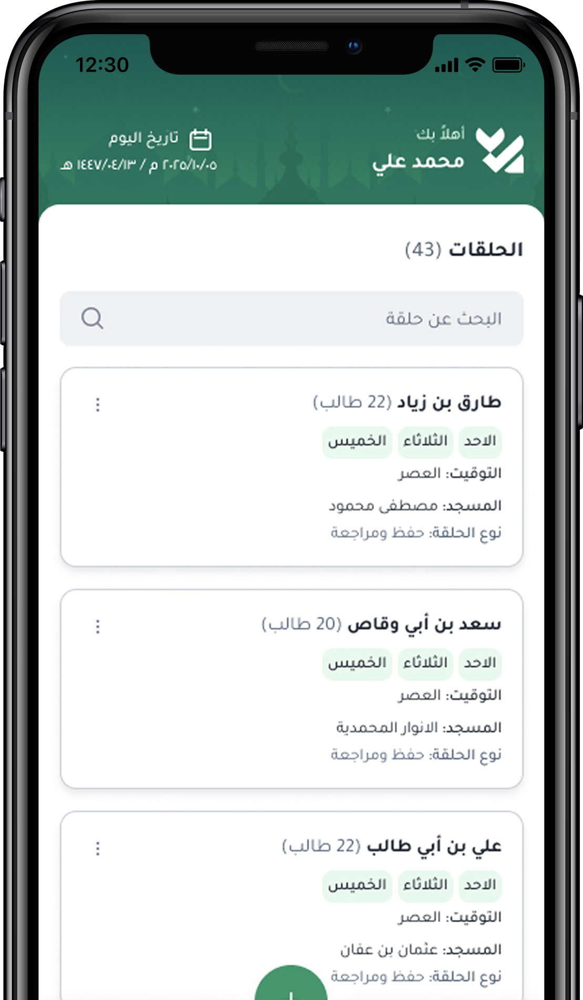 12:30
أهلاً بك
محمد علي
تاريخ اليوم
٢٠٢٥/١٠/٠٥ م / ١٤٤٧/٠٤/١٣ هـ
الحلقات (43)
البحث عن حلقة
طارق بن زياد (22 طالب)
الاحد الثلاثاء الخميس
التوقيت: العصر
المسجد: مصطفى محمود
نوع الحلقة: حفظ ومراجعة
سعد بن أبي وقاص (20 طالب)
الاحد الثلاثاء الخميس
التوقيت: العصر
المسجد: الانوار المحمدية
نوع الحلقة: حفظ ومراجعة
علي بن أبي طالب (22 طالب)
الاحد الثلاثاء الخميس
التوقيت: العصر
المسجد: عثمان بن عفان
نوع الحلقة: حفظ ومراجعة